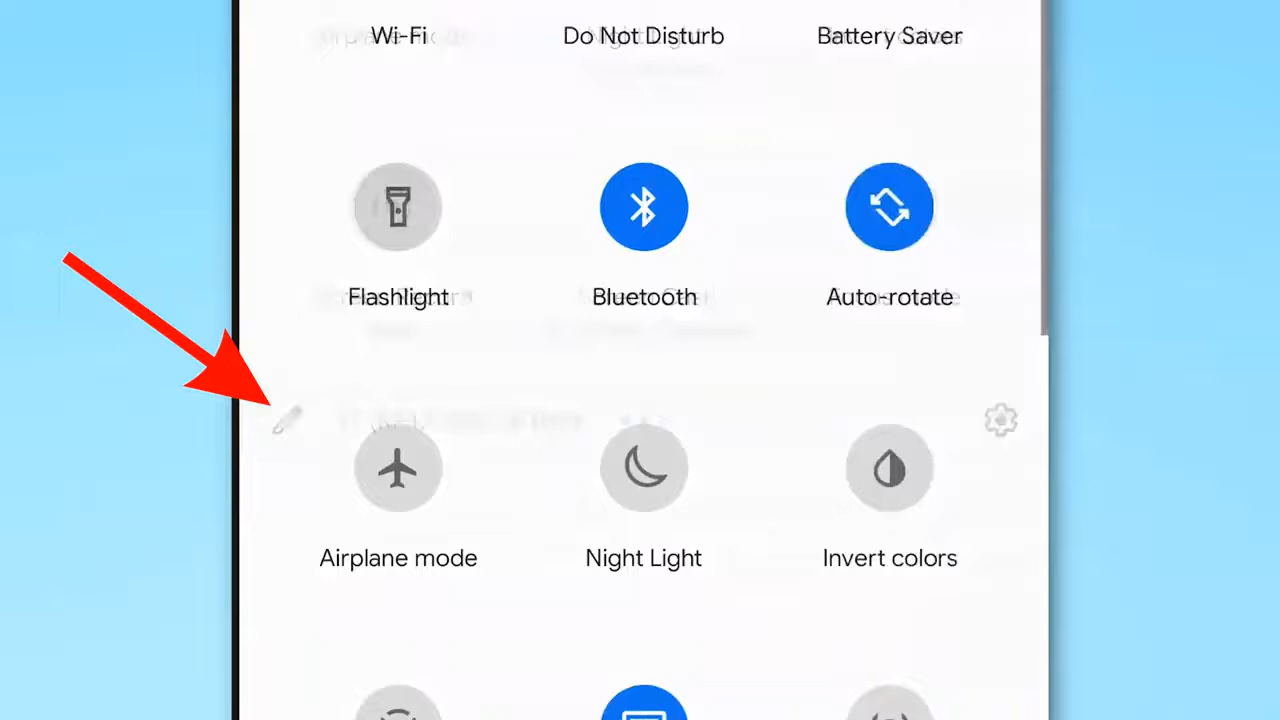 Wi-Fi Do Not Disturb Battery Saver
Flashlight Bluetooth Auto-rotate
Airplane mode Night Light Invert colors